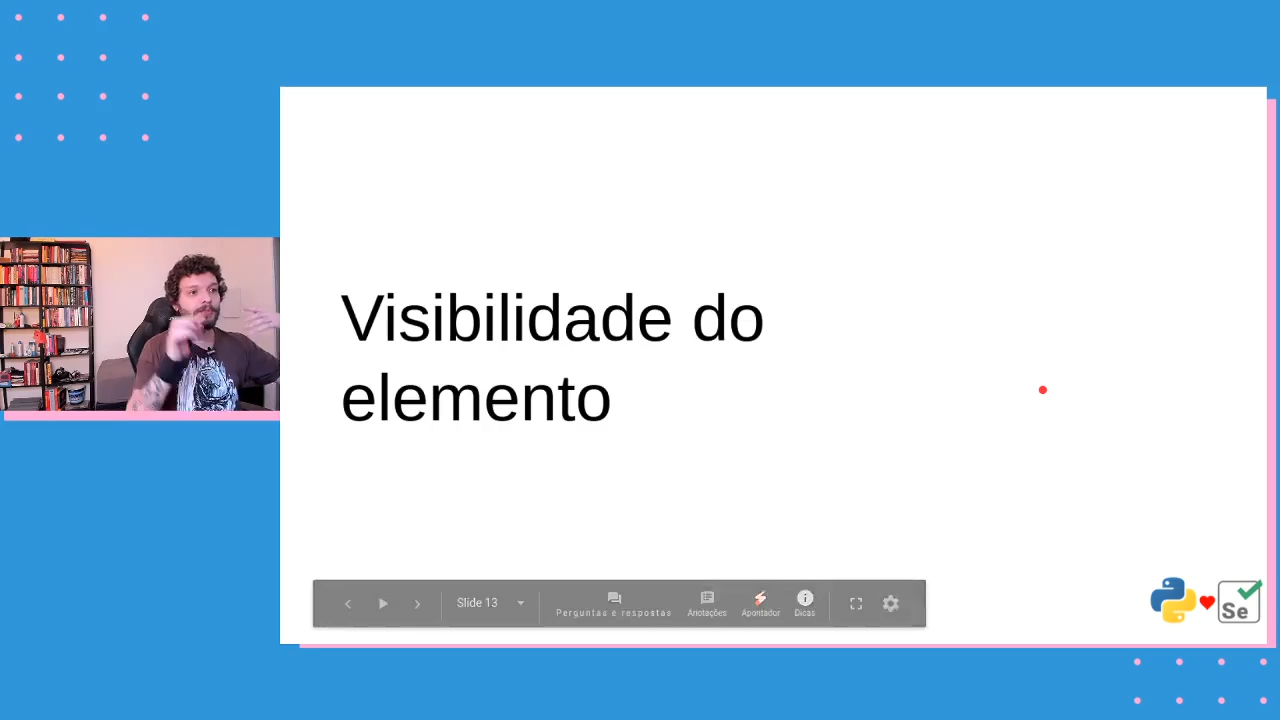 Visibilidade do
elemento
Slide 13
Perguntas e respostas
Anotações
Apontador
Dicas
Se